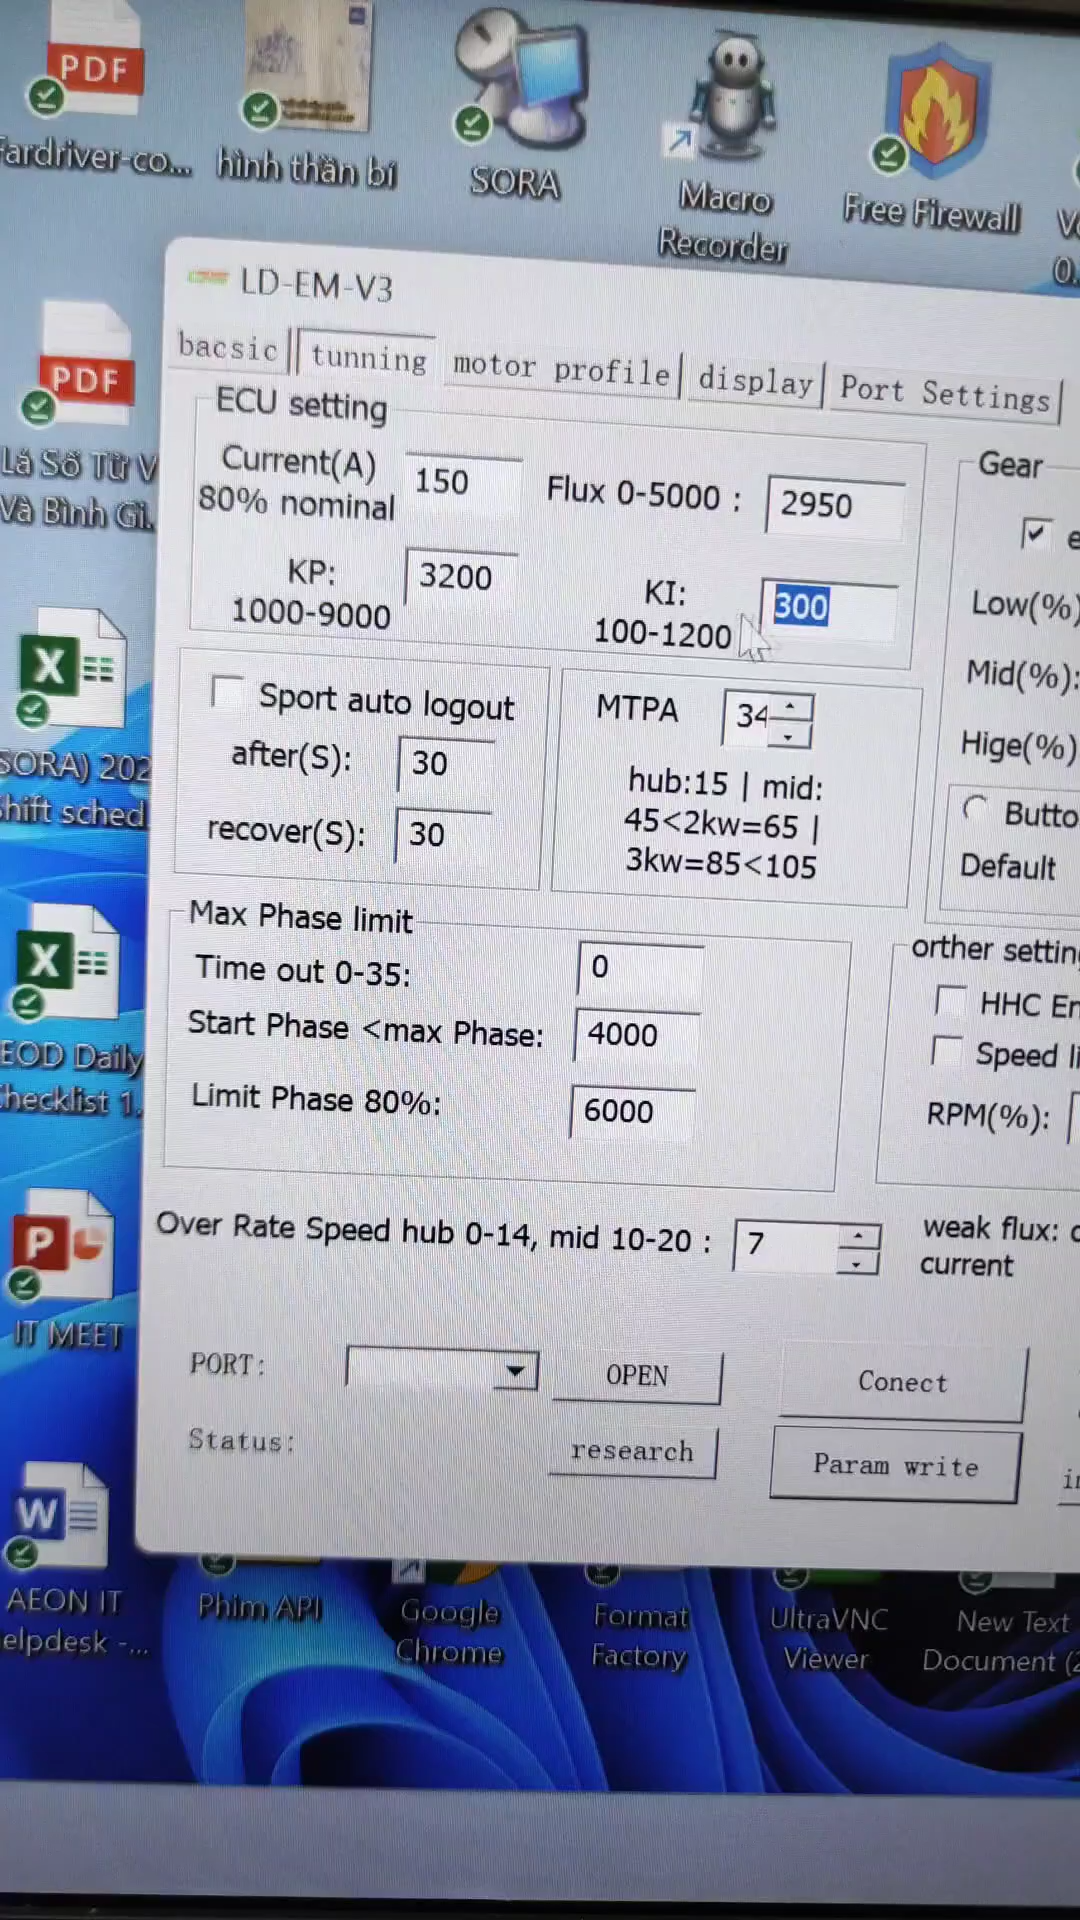 PDF
ardriver-co...
hình thần bí
SORA
Macro
Recorder
Free Firewall
0.
PDF
Lá Số Tử V
Và Bình Gi.
X
SORA) 202
hift sched
X
EOD Daily
hecklist 1.
P
IT MEET
W
AEON IT
elpdesk -...
LD-EM-V3
bacsic
tunning
motor profile
display
Port Settings
ECU setting
Current(A)
80% nominal
150
Flux 0-5000 :
2950
KP:
1000-9000
3200
KI:
100-1200
300
Sport auto logout
after(S):
30
recover(S):
30
MTPA
34
hub:15 | mid:
45<2kw=65 |
3kw=85<105
Gear
e
Low(%)
Mid(%):
Hige(%)
Butto
Default
Max Phase limit
Time out 0-35:
0
Start Phase <max Phase:
4000
Limit Phase 80%:
6000
orther settin
HHC En
Speed li
RPM(%):
Over Rate Speed hub 0-14, mid 10-20 :
7
weak flux:
current
PORT:
OPEN
Conect
Status:
research
Param write
Phim API
Google
Chrome
Format
Factory
UltraVNC
Viewer
New Text
Document (2